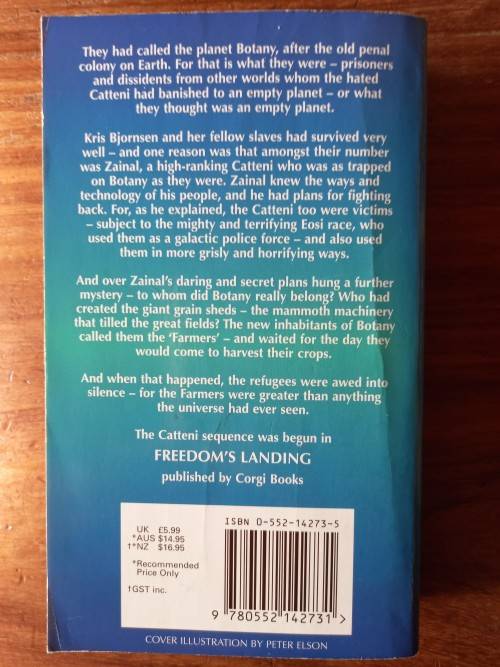 They had called the planet Botany, after the old penal
colony on Earth. For that is what they were – prisoners
and dissidents from other worlds whom the hated
Catteni had banished to an empty planet – or what
they thought was an empty planet.
Kris Bjornsen and her fellow slaves had survived very
well – and one reason was that amongst their number
was Zainal, a high-ranking Catteni who was as trapped
on Botany as they were. Zainal knew the ways and
technology of his people, and he had plans for fighting
back. For, as he explained, the Catteni too were victims
– subject to the mighty and terrifying Eosi race, who
used them as a galactic police force – and also used
them in more grisly and horrifying ways.
And over Zainal's daring and secret plans hung a further
mystery – to whom did Botany really belong? Who had
created the giant grain sheds – the mammoth machinery
that tilled the great fields? The new inhabitants of Botany
called them the 'Farmers' – and waited for the day they
would come to harvest their crops.
And when that happened, the refugees were awed into
silence – for the Farmers were greater than anything
the universe had ever seen.
The Catteni sequence was begun in
FREEDOM'S LANDING
published by Corgi Books
UK £5.99
*AUS $14.95
†*NZ $16.95
*Recommended
Price Only
†GST inc.
ISBN 0-552-14273-5
9 780552 142731 >
COVER ILLUSTRATION BY PETER ELSON